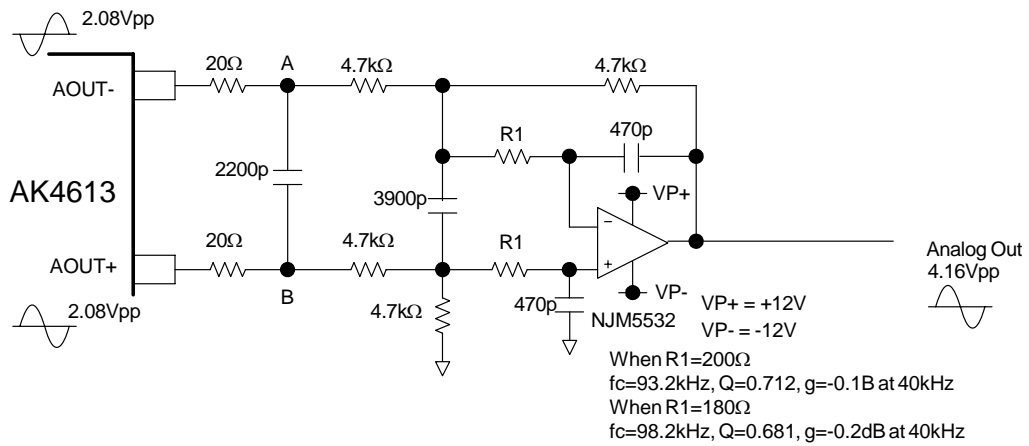 2.08Vpp
20Ω
A
4.7kΩ
4.7kΩ
AOUT-
R1
470p
2200p
AK4613
3900p
VP+
−
20Ω
4.7kΩ
R1
+
AOUT+
B
Analog Out
4.16Vpp
470p
VP-
2.08Vpp
4.7kΩ
NJM5532
VP+ = +12V
VP- = -12V
When R1=200Ω
fc=93.2kHz, Q=0.712, g=-0.1B at 40kHz
When R1=180Ω
fc=98.2kHz, Q=0.681, g=-0.2dB at 40kHz